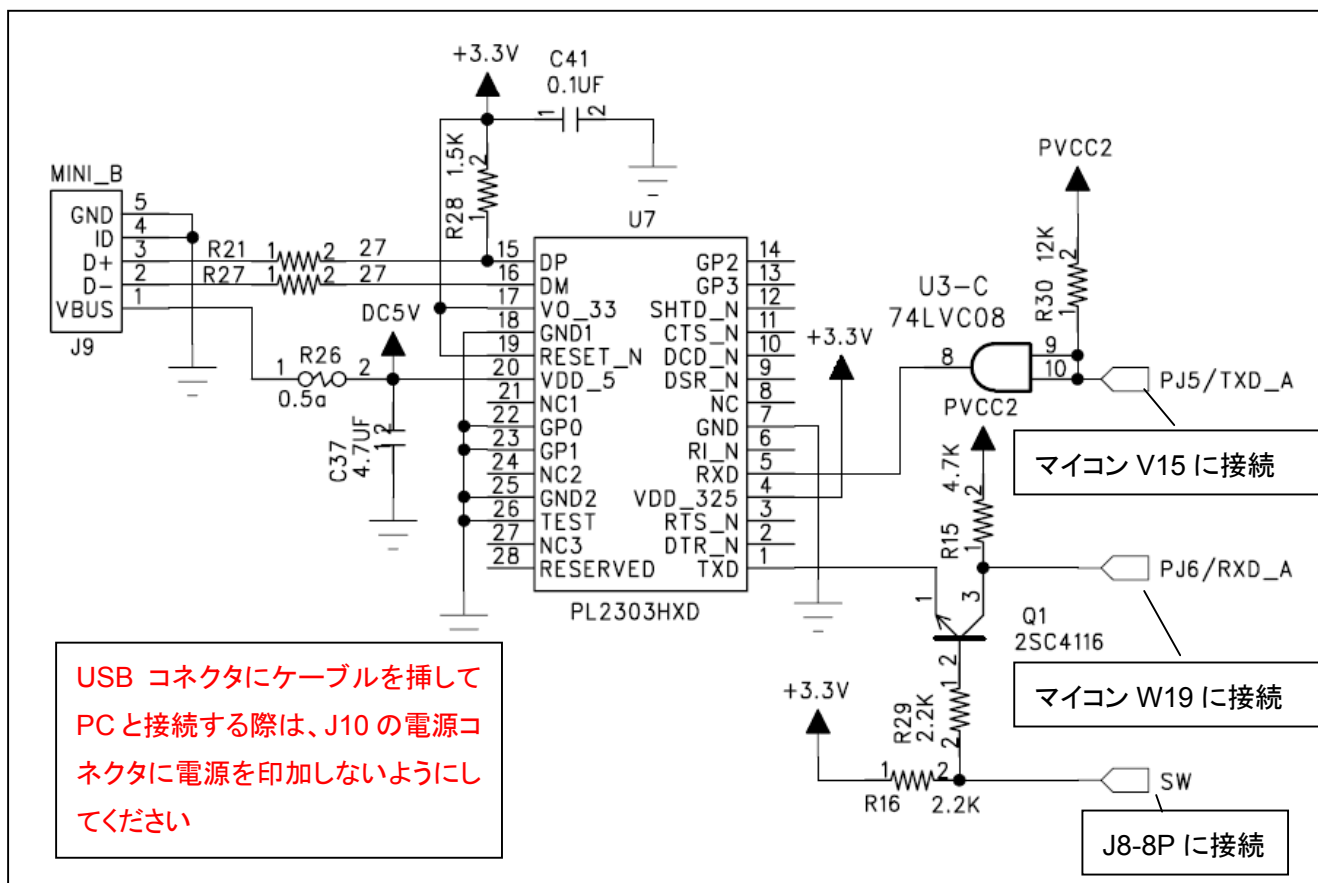 +3.3V
C41
0.1UF
1 2
R28 1.5K
1 2
MINI_B
GND 5
ID 4
D+ 3
D- 2
VBUS 1
J9
R21 1 2 27
R27 1 2 27
DC5V
1 R26 2
0.5a
C37
4.7UF
1 2
U7
15 DP
16 DM
17 VO_33
18 GND1
19 RESET_N
20 VDD_5
21 NC1
22 GP0
23 GP1
24 NC2
25 GND2
26 TEST
27 NC3
28 RESERVED
GP2 14
GP3 13
SHTD_N 12
CTS_N 11
DCD_N 10
DSR_N 9
NC 8
GND 7
RI_N 6
RXD 5
VDD_325 4
RTS_N 3
DTR_N 2
TXD 1
PL2303HXD
+3.3V
PVCC2
R30 12K
1 2
U3-C
74LVC08
8
9
10
PJ5/TXD_A
マイコン V15 に接続
PVCC2
R15 4.7K
1 2
PJ6/RXD_A
マイコン W19 に接続
1
3
2
Q1
2SC4116
R29
2.2K
1 2
+3.3V
1 2
R16 2.2K
SW
J8-8P に接続
USB コネクタにケーブルを挿して
PC と接続する際は、J10 の電源コ
ネクタに電源を印加しないようにし
てください